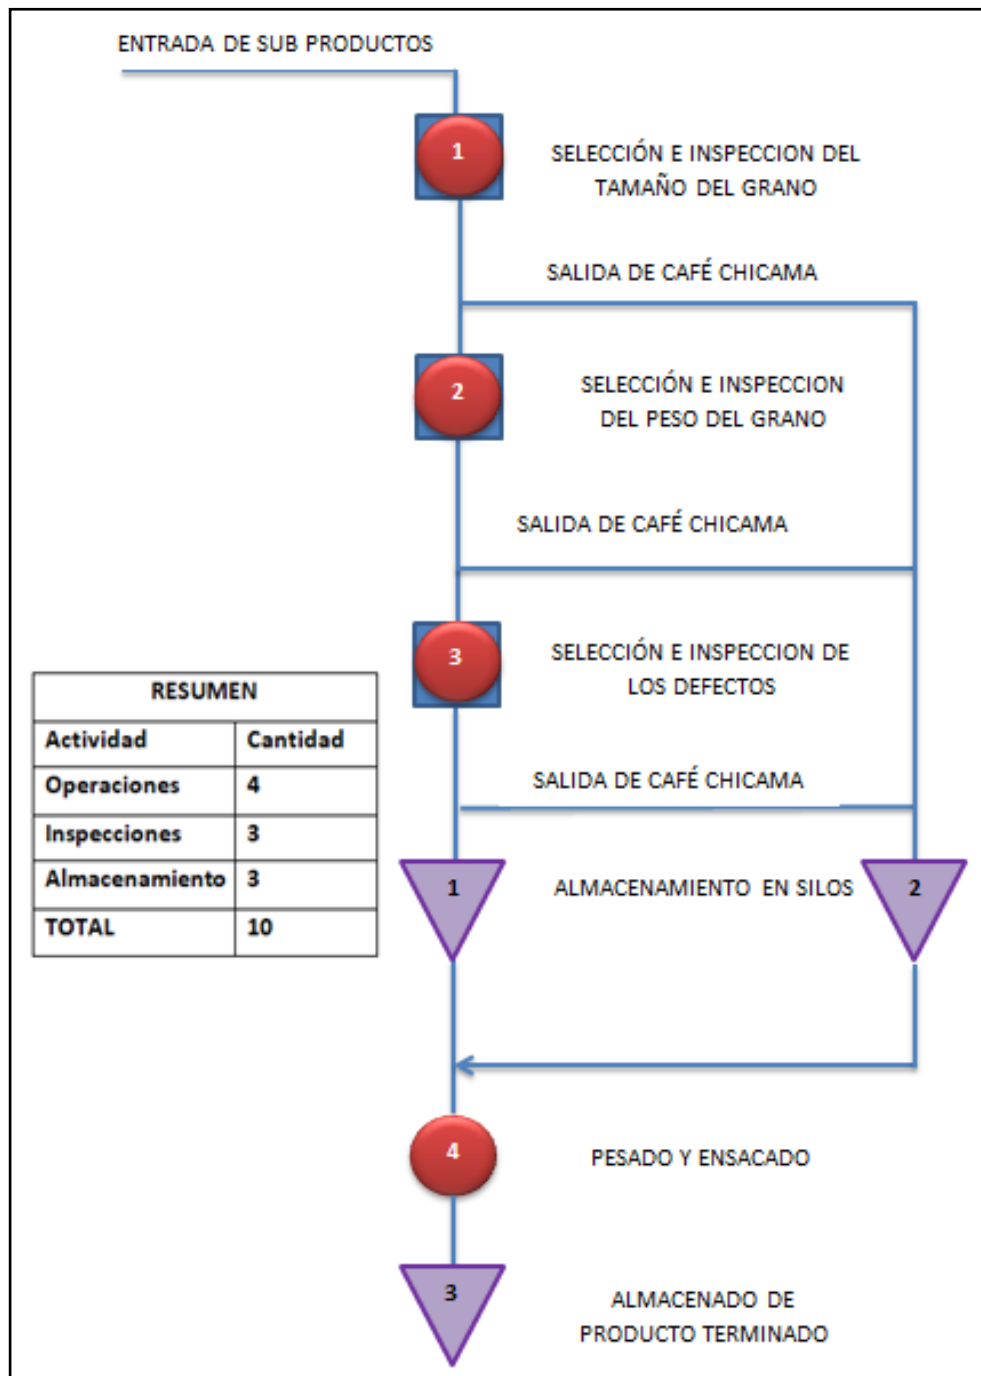 ENTRADA DE SUB PRODUCTOS
1
SELECCIÓN E INSPECCION DEL
TAMAÑO DEL GRANO
SALIDA DE CAFÉ CHICAMA
2
SELECCIÓN E INSPECCION
DEL PESO DEL GRANO
SALIDA DE CAFÉ CHICAMA
3
SELECCIÓN E INSPECCION DE
LOS DEFECTOS
RESUMEN
Actividad Cantidad
Operaciones 4
Inspecciones 3
Almacenamiento 3
TOTAL 10
SALIDA DE CAFÉ CHICAMA
1
ALMACENAMIENTO EN SILOS
2
4
PESADO Y ENSACADO
3
ALMACENADO DE
PRODUCTO TERMINADO